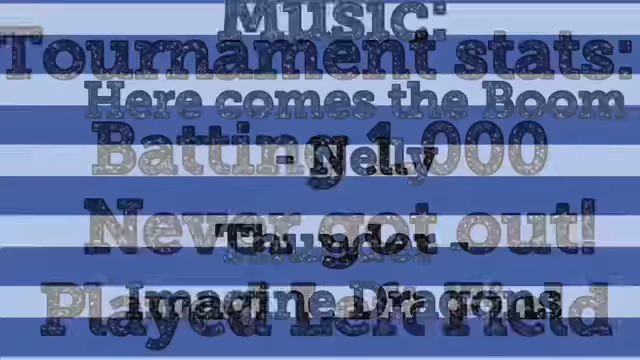 Music:
Tournament stats:
Here comes the Boom
Batting 1.000
- Nelly
Never got out!
Thunder -
Played Left Field
Imagine Dragons